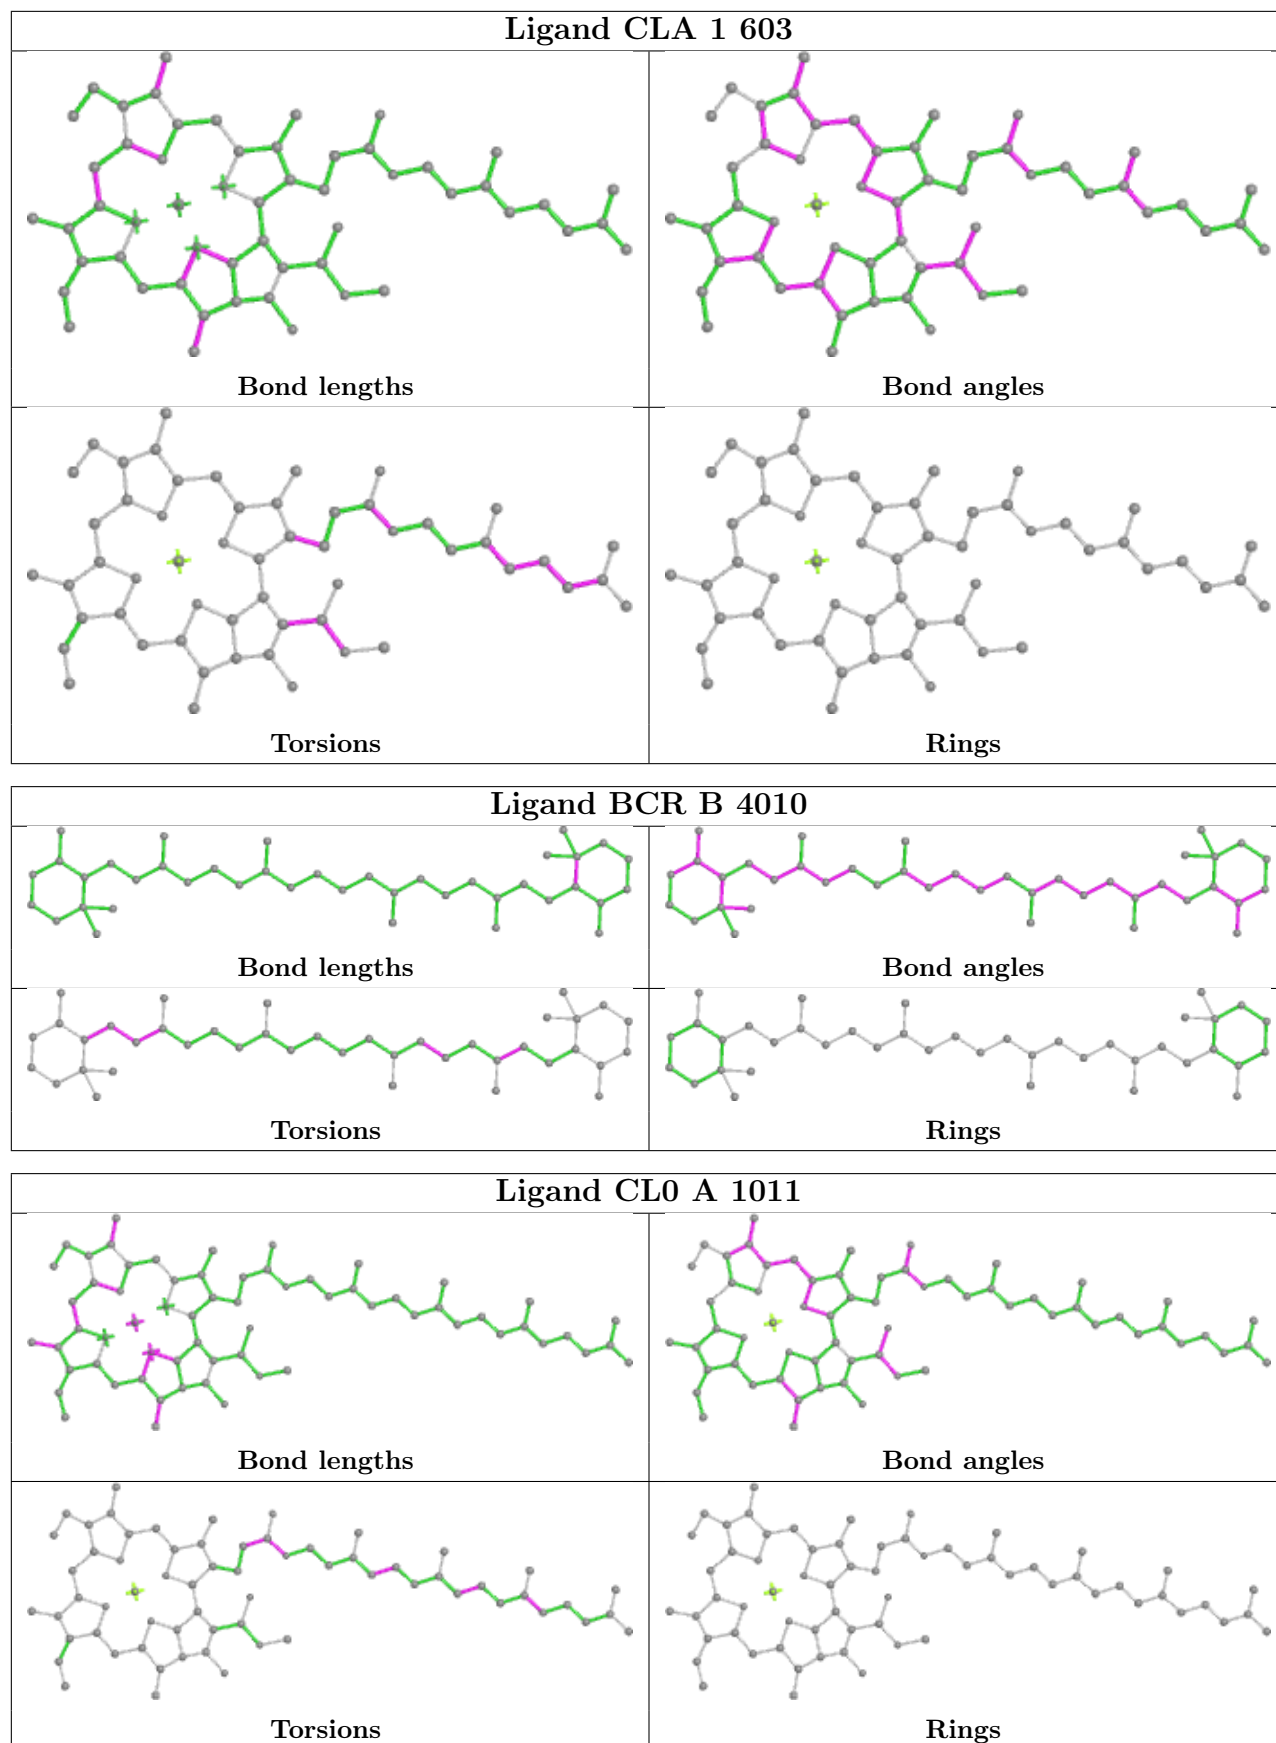 Ligand CLA 1 603
Bond lengths
Bond angles
Torsions
Rings
Ligand BCR B 4010
Bond lengths
Bond angles
Torsions
Rings
Ligand CL0 A 1011
Bond lengths
Bond angles
Torsions
Rings